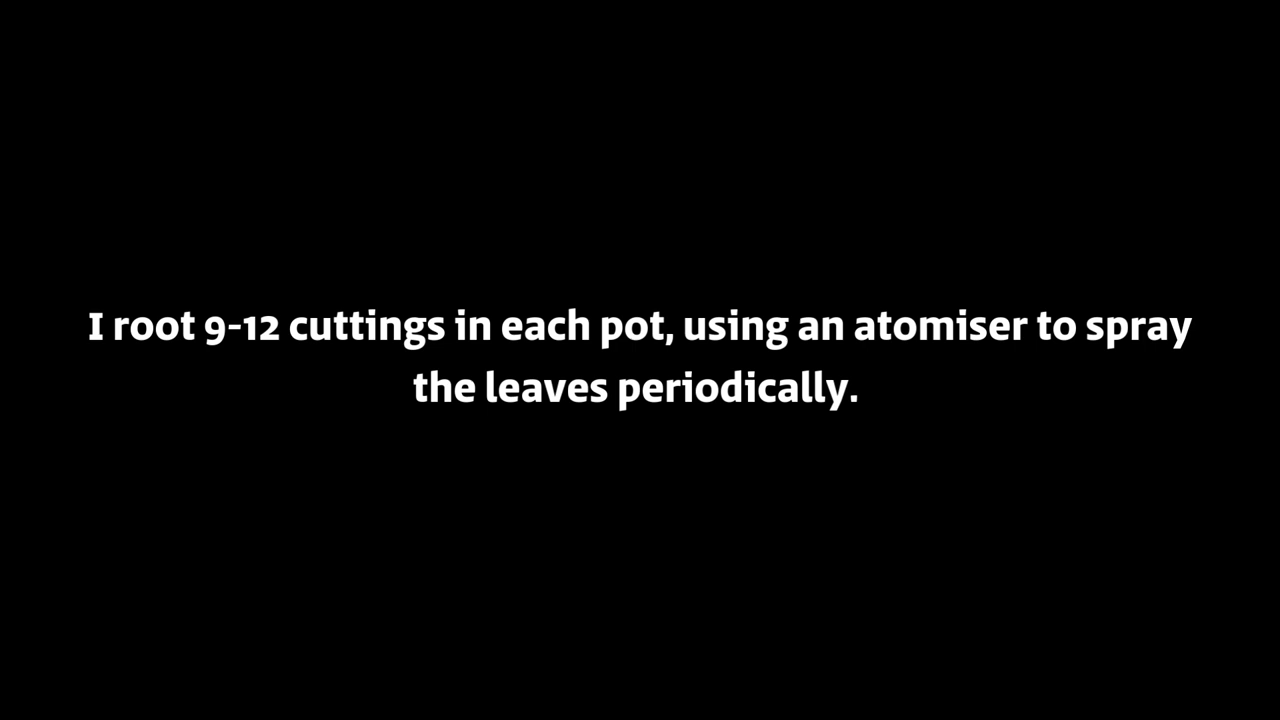 I root 9-12 cuttings in each pot, using an atomiser to spray
the leaves periodically.